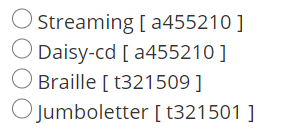 Streaming [ a455210 ]
Daisy-cd [ a455210 ]
Braille [ t321509 ]
Jumboletter [ t321501 ]